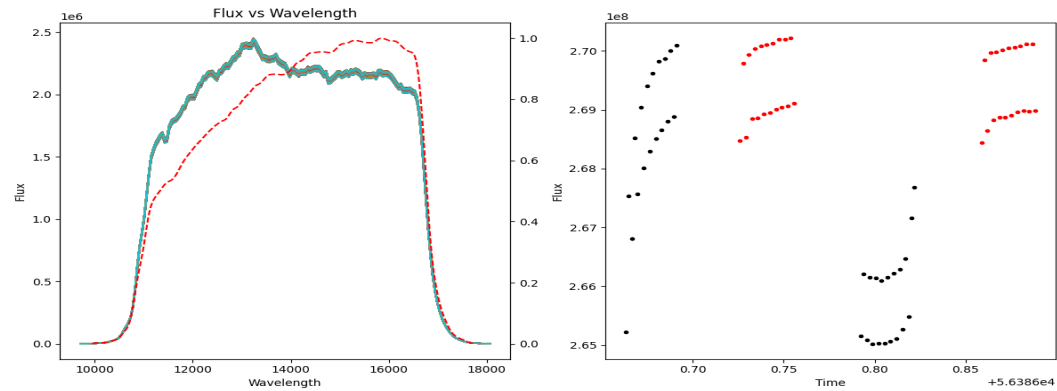 Flux vs Wavelength
1e6
2.5
2.0
1.5
1.0
0.5
0.0
Flux
10000 12000 14000 16000 18000
Wavelength
1.0
0.8
0.6
0.4
0.2
0.0
1e8
2.70
2.69
2.68
2.67
2.66
2.65
Flux
0.70 0.75 0.80 0.85
Time
+5.6386e4